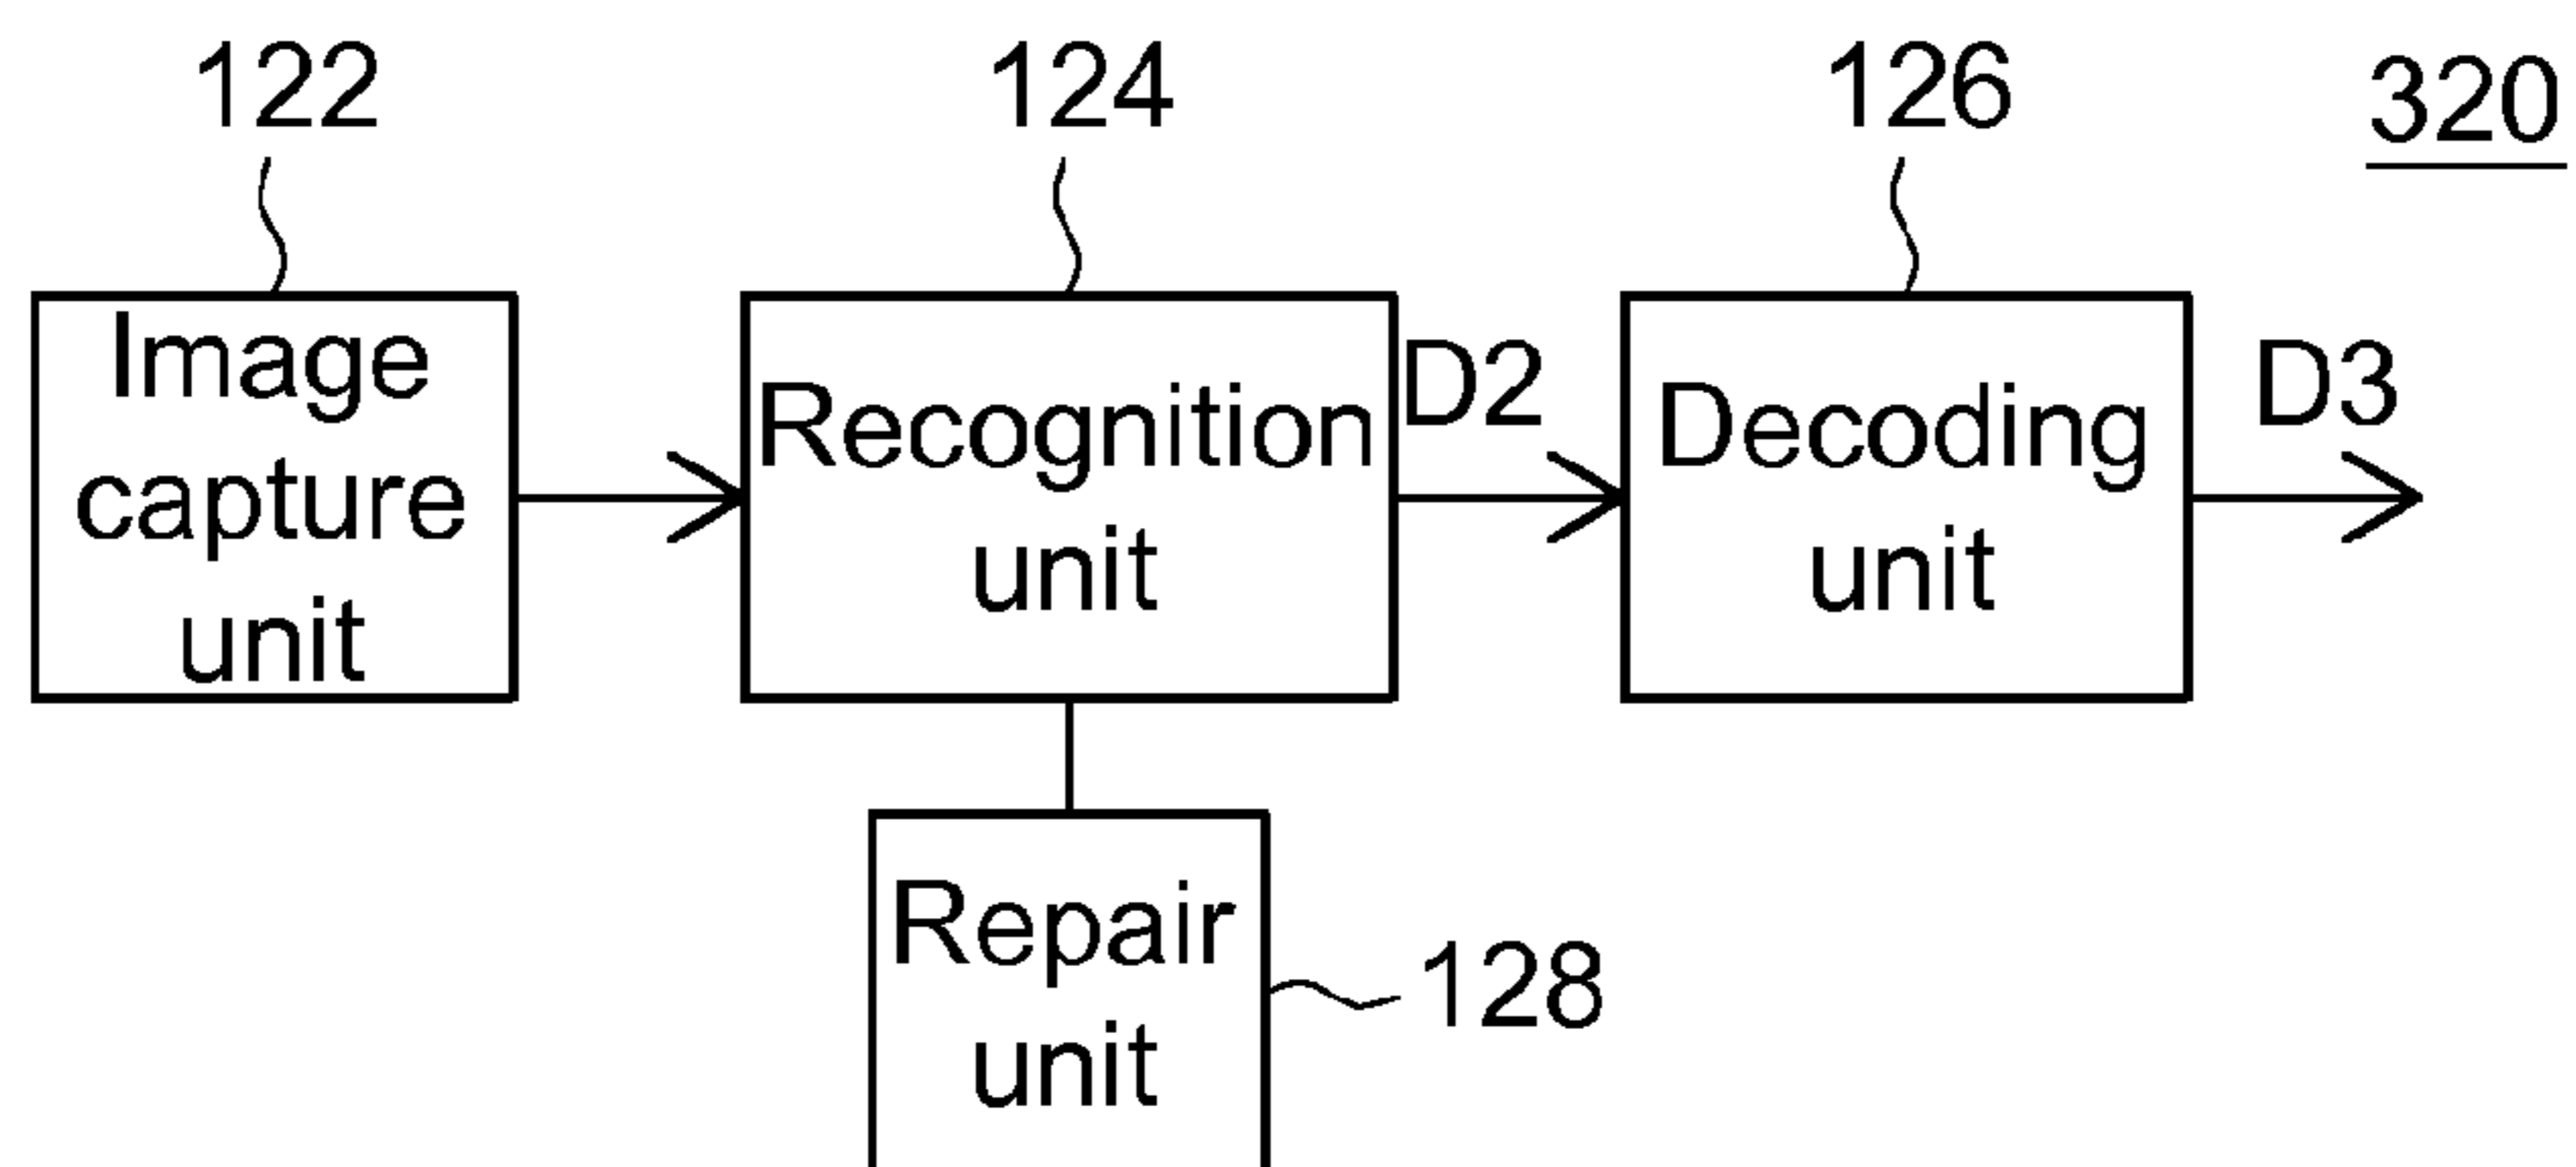 122
124
126
320
Image
capture
unit
Recognition
unit
D2
Decoding
unit
D3
Repair
unit
128